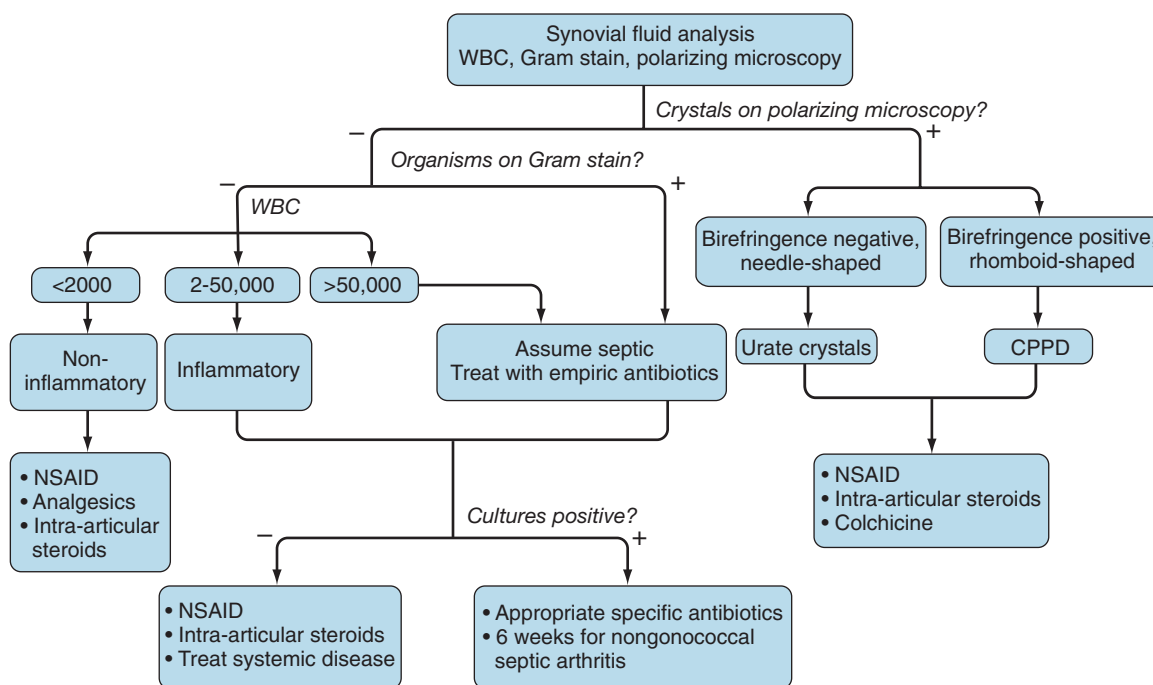 Synovial fluid analysis
WBC, Gram stain, polarizing microscopy
Crystals on polarizing microscopy?
–
+
Organisms on Gram stain?
–
+
WBC
Birefringence negative,
needle-shaped
Birefringence positive,
rhomboid-shaped
<2000
2-50,000
>50,000
Non-
inflammatory
Inflammatory
Assume septic
Treat with empiric antibiotics
Urate crystals
CPPD
• NSAID
• Analgesics
• Intra-articular
steroids
• NSAID
• Intra-articular steroids
• Colchicine
Cultures positive?
–
+
• NSAID
• Intra-articular steroids
• Treat systemic disease
• Appropriate specific antibiotics
• 6 weeks for nongonococcal
septic arthritis